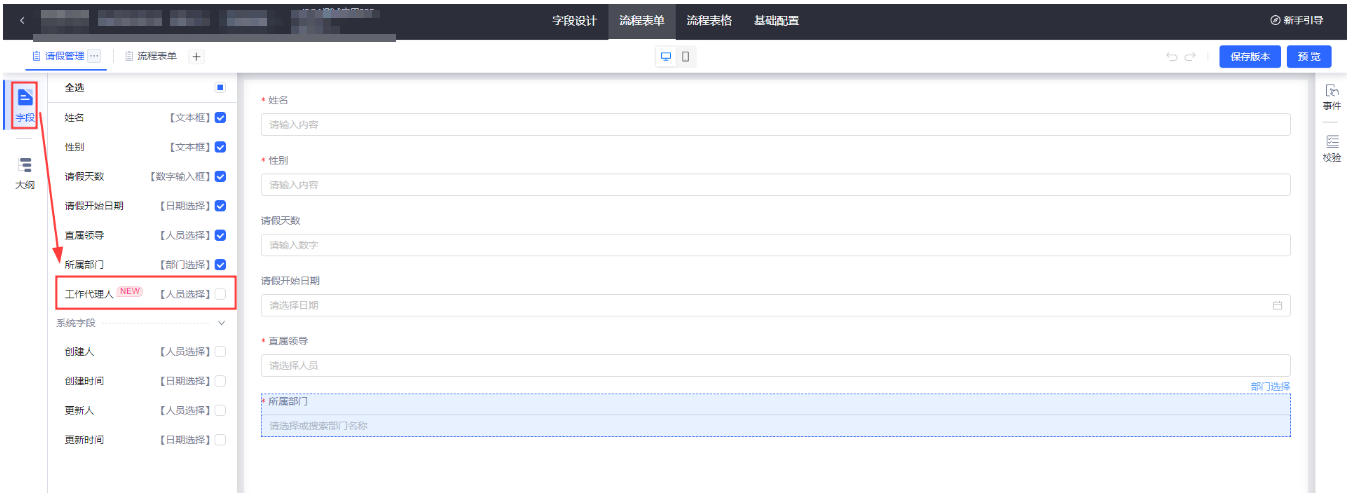 字段设计 流程表单 流程表格 基础配置 新手引导
请假管理 ... 流程表单 +
保存版本 预览
字段
大纲
全选
姓名 【文本框】
性别 【文本框】
请假天数 【数字输入框】
请假开始日期 【日期选择】
直属领导 【人员选择】
所属部门 【部门选择】
工作代理人 NEW 【人员选择】
系统字段
创建人 【人员选择】
创建时间 【日期选择】
更新人 【人员选择】
更新时间 【日期选择】
* 姓名
请输入内容
* 性别
请输入内容
请假天数
请输入数字
请假开始日期
请选择日期
* 直属领导
请选择人员
部门选择
* 所属部门
请选择或搜索部门名称
事件
校验